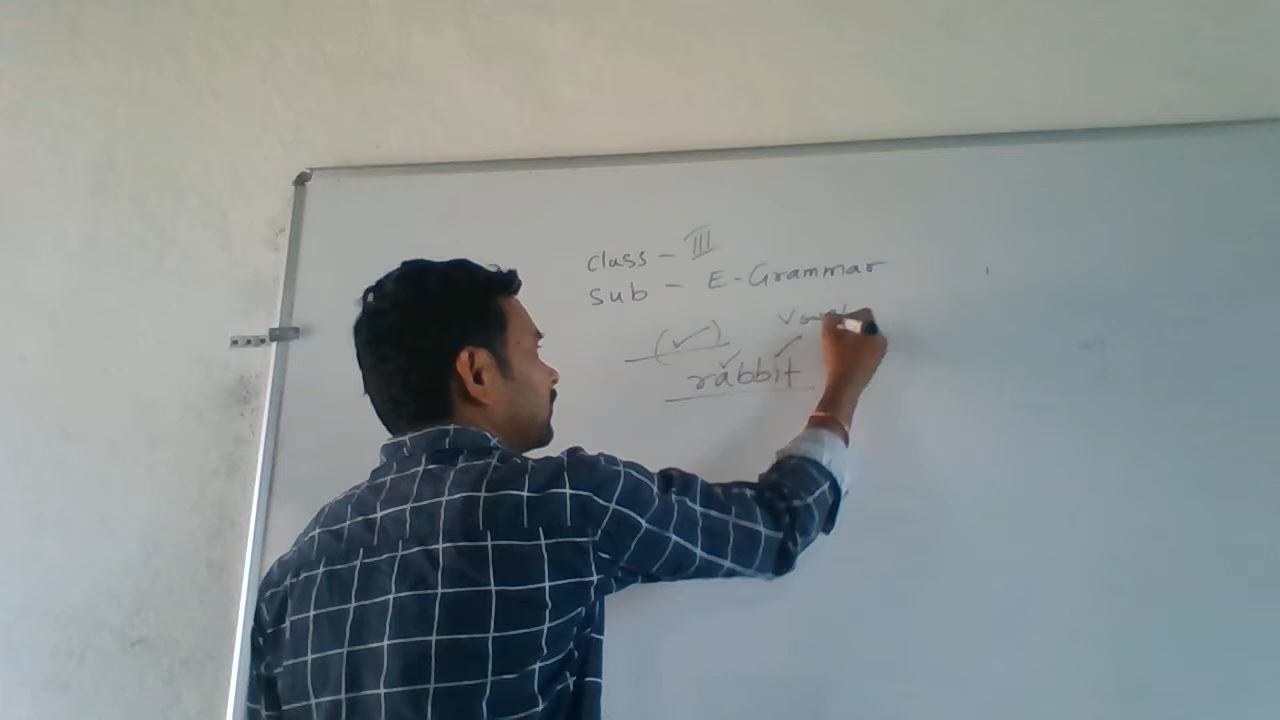 class - III
sub - E-Grammar
(✓)
rabbit